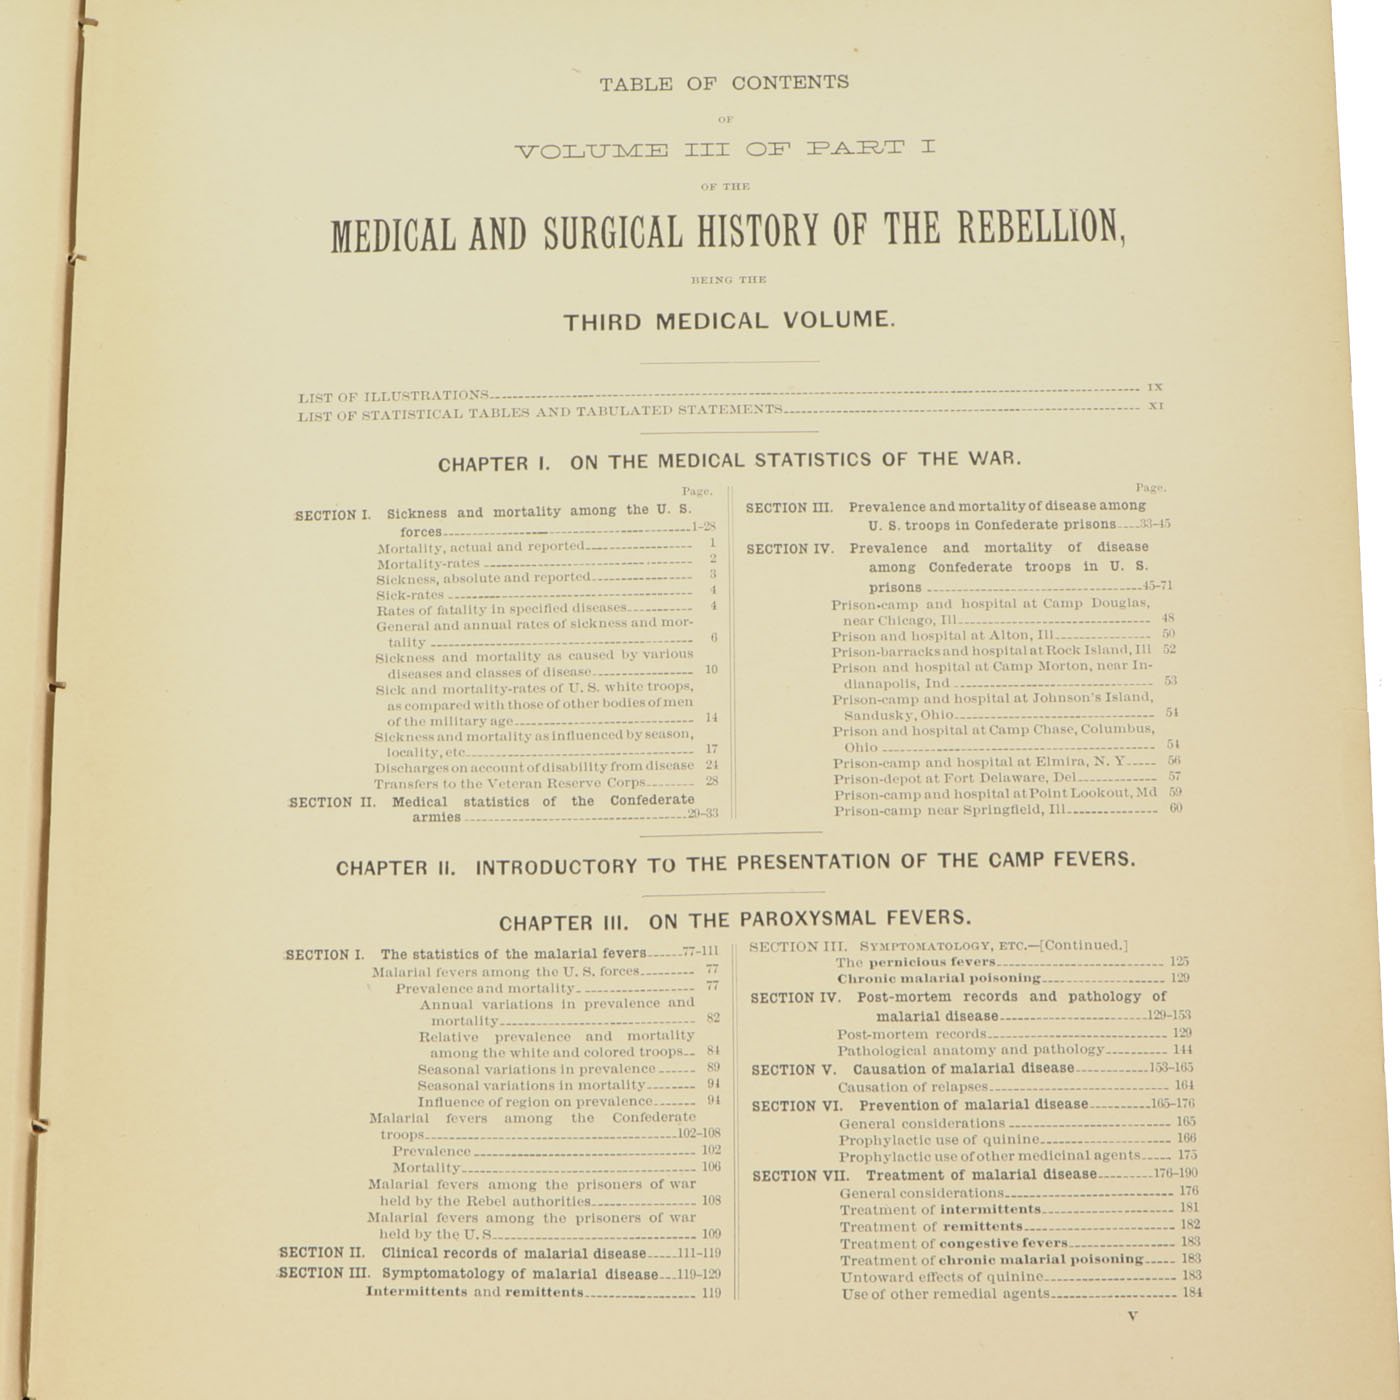 TABLE OF CONTENTS
OF
VOLUME III OF PART I
OF THE
MEDICAL AND SURGICAL HISTORY OF THE REBELLION,
BEING THE
THIRD MEDICAL VOLUME.
LIST OF ILLUSTRATIONS IX
LIST OF STATISTICAL TABLES AND TABULATED STATEMENTS XI
CHAPTER I. ON THE MEDICAL STATISTICS OF THE WAR.
Page.
SECTION I. Sickness and mortality among the U. S.
forces 1–28
Mortality, actual and reported 1
Mortality-rates 2
Sickness, absolute and reported 3
Sick-rates 4
Rates of fatality in specified diseases 4
General and annual rates of sickness and mor-
tality 6
Sickness and mortality as caused by various
diseases and classes of disease 10
Sick and mortality-rates of U. S. white troops,
as compared with those of other bodies of men
of the military age 14
Sickness and mortality as influenced by season,
locality, etc 17
Discharges on account of disability from disease 24
Transfers to the Veteran Reserve Corps 28
SECTION II. Medical statistics of the Confederate
armies 29–33
Page.
SECTION III. Prevalence and mortality of disease among
U. S. troops in Confederate prisons 33–45
SECTION IV. Prevalence and mortality of disease
among Confederate troops in U. S.
prisons 45–71
Prison-camp and hospital at Camp Douglas,
near Chicago, Ill 48
Prison and hospital at Alton, Ill 50
Prison-barracks and hospital at Rock Island, Ill 52
Prison and hospital at Camp Morton, near In-
dianapolis, Ind 53
Prison-camp and hospital at Johnson's Island,
Sandusky, Ohio 54
Prison and hospital at Camp Chase, Columbus,
Ohio 54
Prison-camp and hospital at Elmira, N. Y 56
Prison-depot at Fort Delaware, Del 57
Prison-camp and hospital at Point Lookout, Md 59
Prison-camp near Springfield, Ill 60
CHAPTER II. INTRODUCTORY TO THE PRESENTATION OF THE CAMP FEVERS.
CHAPTER III. ON THE PAROXYSMAL FEVERS.
SECTION I. The statistics of the malarial fevers 77–111
Malarial fevers among the U. S. forces 77
Prevalence and mortality 77
Annual variations in prevalence and
mortality 82
Relative prevalence and mortality
among the white and colored troops 84
Seasonal variations in prevalence 89
Seasonal variations in mortality 94
Influence of region on prevalence 94
Malarial fevers among the Confederate
troops 102–108
Prevalence 102
Mortality 106
Malarial fevers among the prisoners of war
held by the Rebel authorities 108
Malarial fevers among the prisoners of war
held by the U. S 109
SECTION II. Clinical records of malarial disease 111–119
SECTION III. Symptomatology of malarial disease 119–129
Intermittents and remittents 119
SECTION III. SYMPTOMATOLOGY, ETC.—[Continued.]
The pernicious fevers 125
Chronic malarial poisoning 129
SECTION IV. Post-mortem records and pathology of
malarial disease 129–153
Post-mortem records 129
Pathological anatomy and pathology 144
SECTION V. Causation of malarial disease 153–165
Causation of relapses 164
SECTION VI. Prevention of malarial disease 165–176
General considerations 165
Prophylactic use of quinine 166
Prophylactic use of other medicinal agents 175
SECTION VII. Treatment of malarial disease 176–190
General considerations 176
Treatment of intermittents 181
Treatment of remittents 182
Treatment of congestive fevers 183
Treatment of chronic malarial poisoning 183
Untoward effects of quinine 183
Use of other remedial agents 184
V